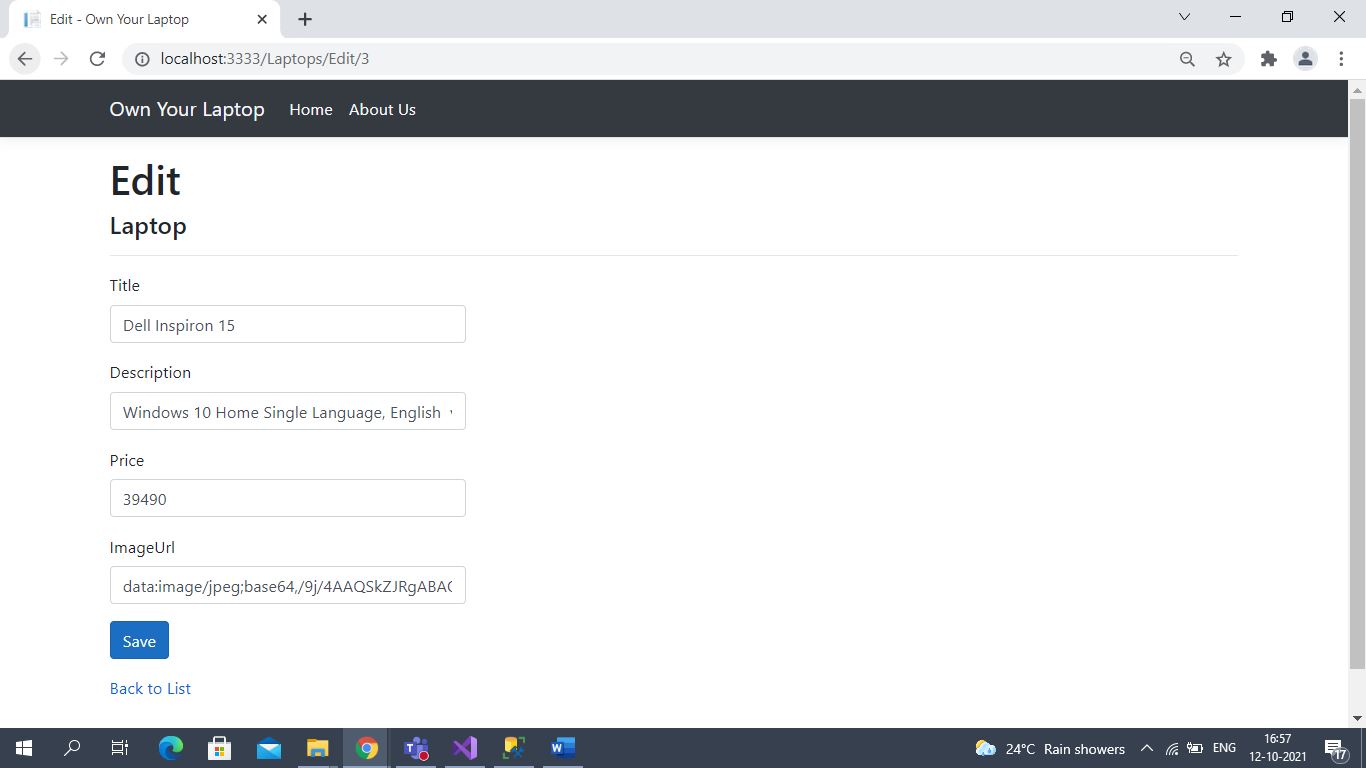 Edit - Own Your Laptop
localhost:3333/Laptops/Edit/3
Own Your Laptop Home About Us
Edit
Laptop
Title
Dell Inspiron 15
Description
Windows 10 Home Single Language, English
Price
39490
ImageUrl
data:image/jpeg;base64,/9j/4AAQSkZJRgABAQ
Save
Back to List
24°C Rain showers ENG 16:57
12-10-2021
17